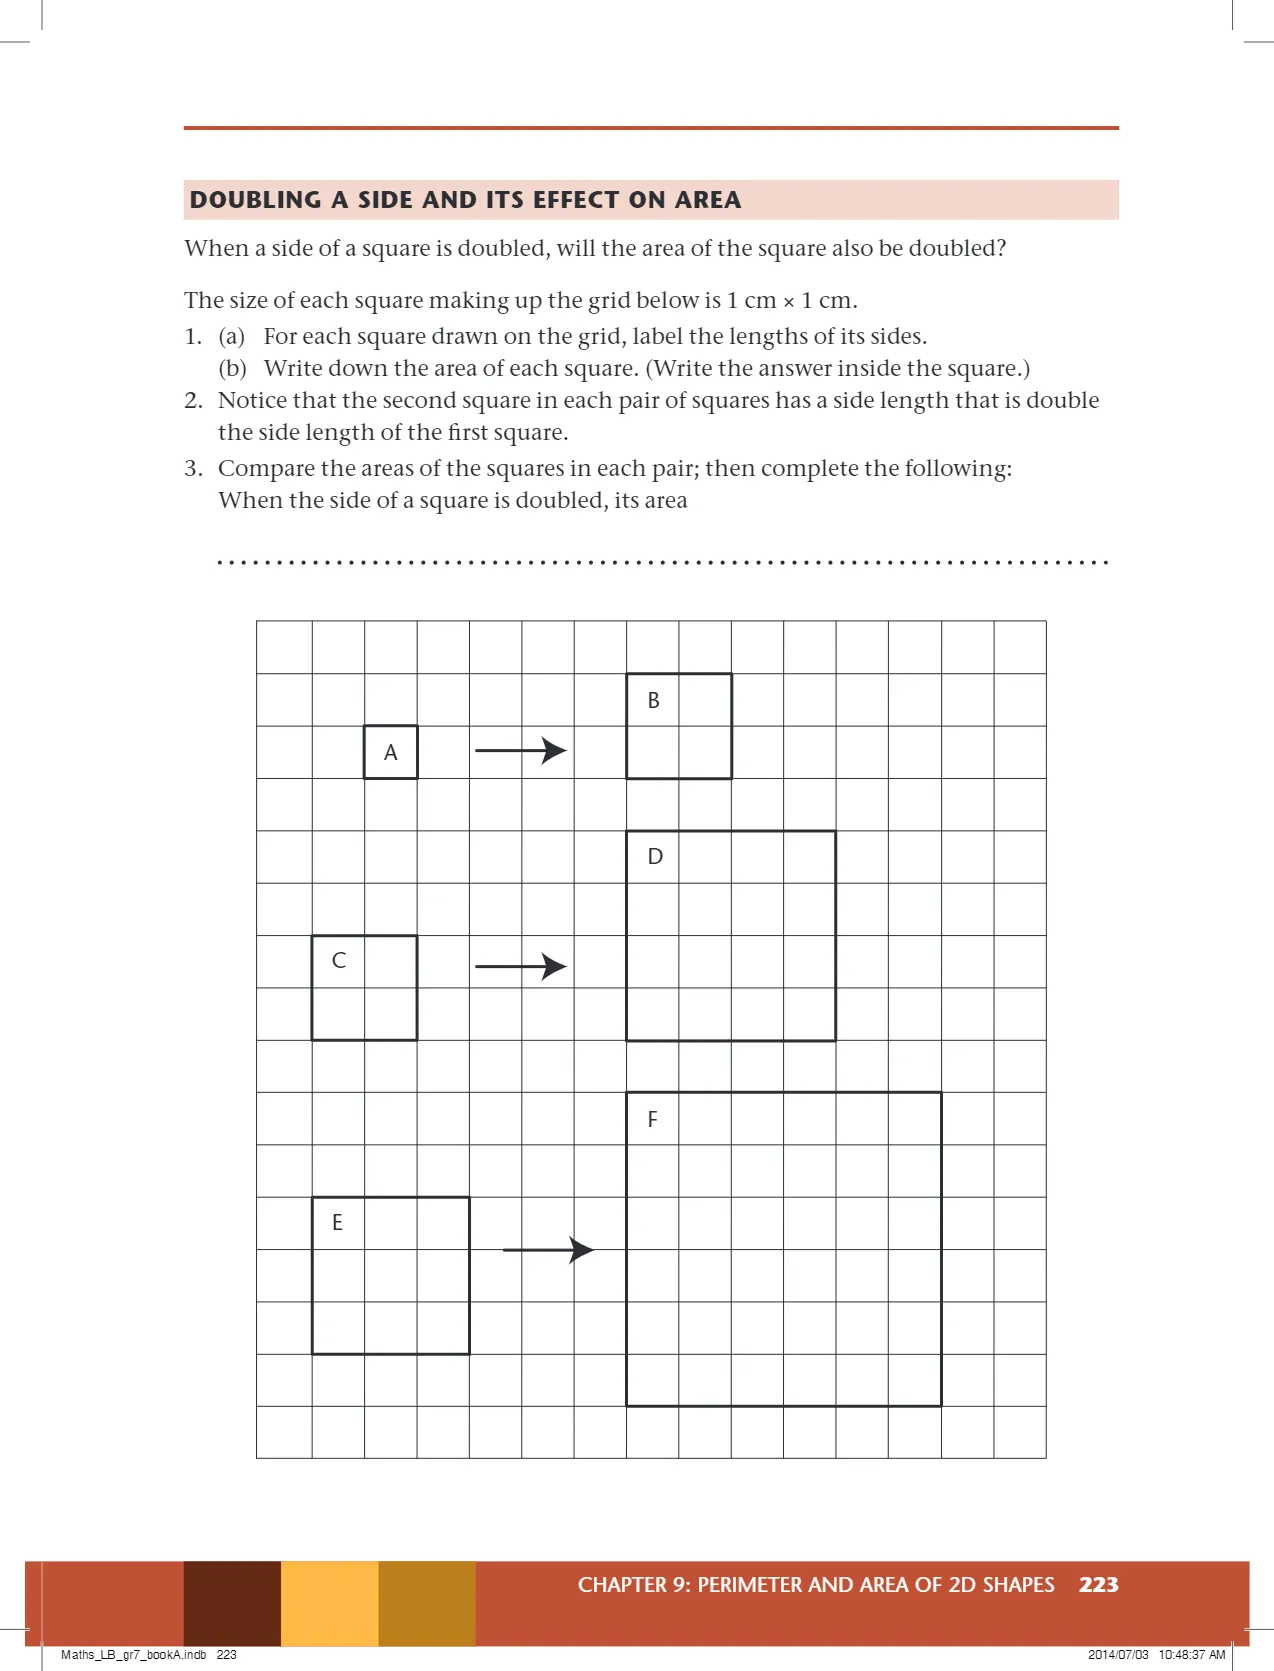 DOUBLING A SIDE AND ITS EFFECT ON AREA
When a side of a square is doubled, will the area of the square also be doubled?
The size of each square making up the grid below is 1 cm × 1 cm.
1. (a) For each square drawn on the grid, label the lengths of its sides.
(b) Write down the area of each square. (Write the answer inside the square.)
2. Notice that the second square in each pair of squares has a side length that is double
the side length of the first square.
3. Compare the areas of the squares in each pair; then complete the following:
When the side of a square is doubled, its area
B
A
D
C
F
E
CHAPTER 9: PERIMETER AND AREA OF 2D SHAPES 223
Maths_LB_gr7_bookA.indb 223
2014/07/03 10:48:37 AM